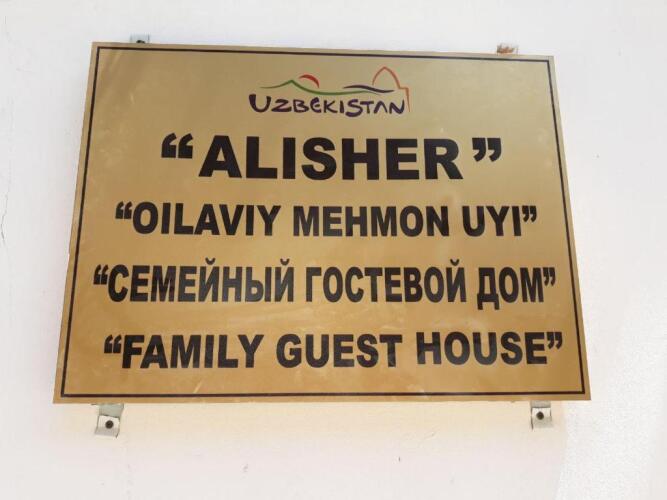 UZBEKISTAN
“ALISHER”
“OILAVIY MEHMON UYI”
“СЕМЕЙНЫЙ ГОСТЕВОЙ ДОМ”
“FAMILY GUEST HOUSE”